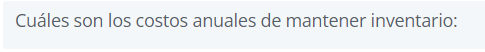 Cuáles son los costos anuales de mantener inventario: